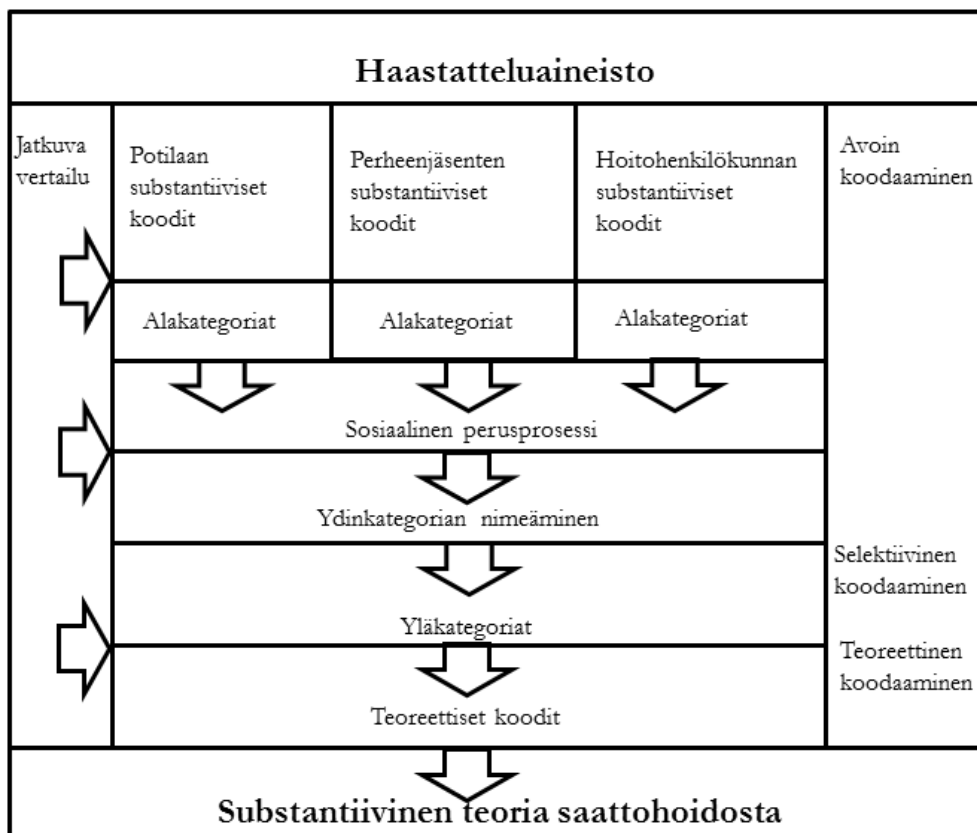 Haastatteluaineisto
Jatkuva
vertailu
Potilaan
substantiiviset
koodit
Perheenjäsenten
substantiiviset
koodit
Hoitohenkilökunnan
substantiiviset
koodit
Avoin
koodaaminen
Alakategoriat
Alakategoriat
Alakategoriat
Sosiaalinen perusprosessi
Ydinkategorian nimeäminen
Selektiivinen
koodaaminen
Yläkategoriat
Teoreettinen
koodaaminen
Teoreettiset koodit
Substantiivinen teoria saattohoidosta